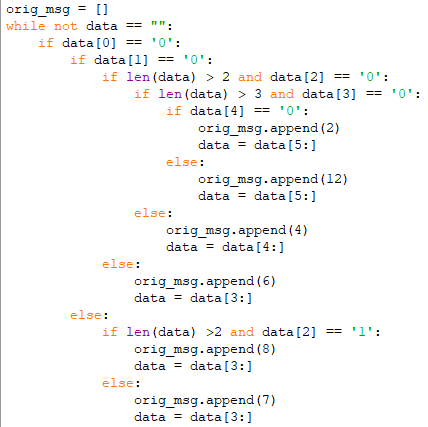 orig_msg = []
while not data == "":
    if data[0] == '0':
        if data[1] == '0':
            if len(data) > 2 and data[2] == '0':
                if len(data) > 3 and data[3] == '0':
                    if data[4] == '0':
                        orig_msg.append(2)
                        data = data[5:]
                    else:
                        orig_msg.append(12)
                        data = data[5:]
                else:
                    orig_msg.append(4)
                    data = data[4:]
            else:
                orig_msg.append(6)
                data = data[3:]
        else:
            if len(data) >2 and data[2] == '1':
                orig_msg.append(8)
                data = data[3:]
            else:
                orig_msg.append(7)
                data = data[3:]